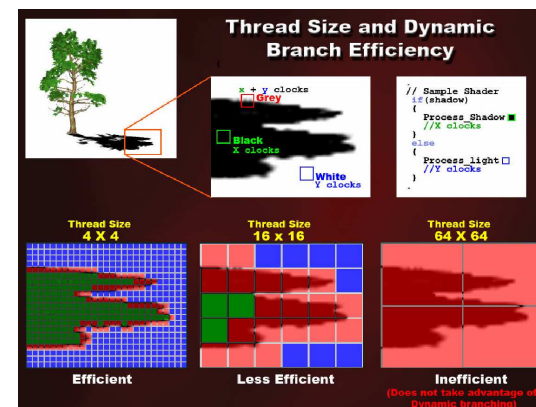 Thread Size and Dynamic
Branch Efficiency
x + y clocks
Grey
Black
X clocks
White
Y clocks
// Sample Shader
if(shadow)
{
Process_Shadow
//X clocks
}
else
{
Process_light
//Y clocks
}
Thread Size
4 X 4
Thread Size
16 x 16
Thread Size
64 X 64
Efficient
Less Efficient
Inefficient
(Does not take advantage of
Dynamic branching)